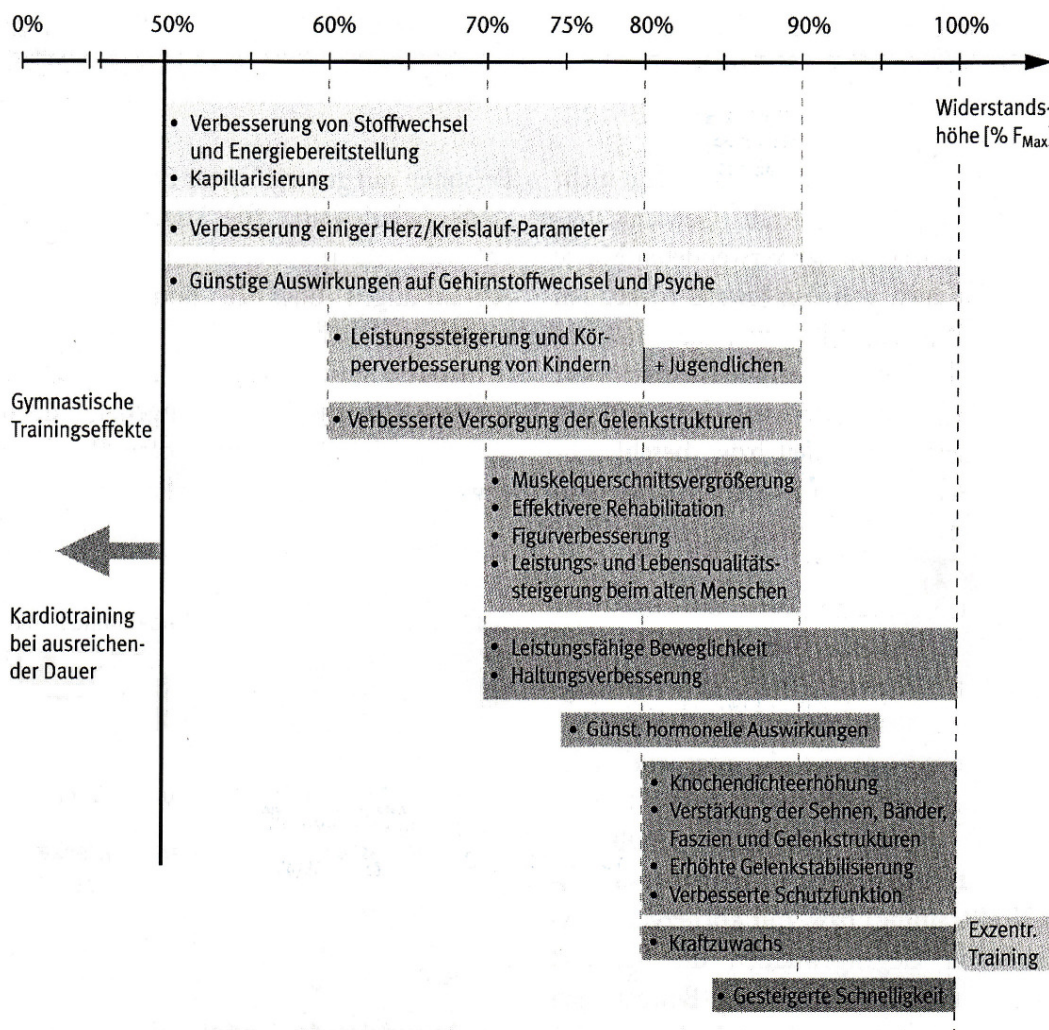 0% 50% 60% 70% 75% 80% 90% 100%
Widerstands-
höhe [% FMax
• Verbesserung von Stoffwechsel
und Energiebereitstellung
• Kapillarisierung
• Verbesserung einiger Herz/Kreislauf-Parameter
• Günstige Auswirkungen auf Gehirnstoffwechsel und Psyche
• Leistungssteigerung und Kör-
perverbesserung von Kindern
+ Jugendlichen
Gymnastische
Trainingseffekte
• Verbesserte Versorgung der Gelenkstrukturen
• Muskelquerschnittsvergrößerung
• Effektivere Rehabilitation
• Figurverbesserung
• Leistungs- und Lebensqualitäts-
steigerung beim alten Menschen
Kardiotraining
bei ausreichen-
der Dauer
• Leistungsfähige Beweglichkeit
• Haltungsverbesserung
• Günst. hormonelle Auswirkungen
• Knochendichteerhöhung
• Verstärkung der Sehnen, Bänder,
Faszien und Gelenkstrukturen
• Erhöhte Gelenkstabilisierung
• Verbesserte Schutzfunktion
• Kraftzuwachs
Exzentr.
Training
• Gesteigerte Schnelligkeit